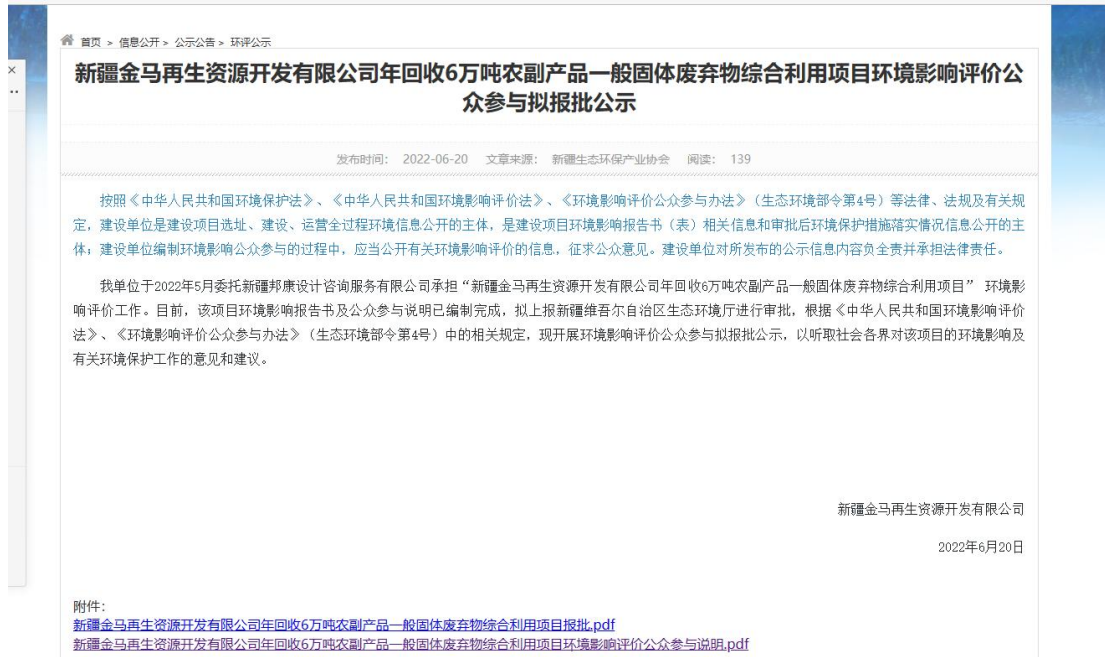 首页 > 信息公开 > 公示公告 > 环评公示
新疆金马再生资源开发有限公司年回收6万吨农副产品一般固体废弃物综合利用项目环境影响评价公
众参与拟报批公示
发布时间: 2022-06-20 文章来源: 新疆生态环保产业协会 阅读: 139
按照《中华人民共和国环境保护法》、《中华人民共和国环境影响评价法》、《环境影响评价公众参与办法》（生态环境部令第4号）等法律、法规及有关规
定，建设单位是建设项目选址、建设、运营全过程环境信息公开的主体，是建设项目环境影响报告书（表）相关信息和审批后环境保护措施落实情况信息公开的主
体；建设单位编制环境影响公众参与的过程中，应当公开有关环境影响评价的信息，征求公众意见。建设单位对所发布的公示信息内容负全责并承担法律责任。
我单位于2022年5月委托新疆邦康设计咨询服务有限公司承担“新疆金马再生资源开发有限公司年回收6万吨农副产品一般固体废弃物综合利用项目” 环境影
响评价工作。目前，该项目环境影响报告书及公众参与说明已编制完成，拟上报新疆维吾尔自治区生态环境厅进行审批，根据《中华人民共和国环境影响评价
法》、《环境影响评价公众参与办法》（生态环境部令第4号）中的相关规定，现开展环境影响评价公众参与拟报批公示，以听取社会各界对该项目的环境影响及
有关环境保护工作的意见和建议。
新疆金马再生资源开发有限公司
2022年6月20日
附件：
新疆金马再生资源开发有限公司年回收6万吨农副产品一般固体废弃物综合利用项目报批.pdf
新疆金马再生资源开发有限公司年回收6万吨农副产品一般固体废弃物综合利用项目环境影响评价公众参与说明.pdf